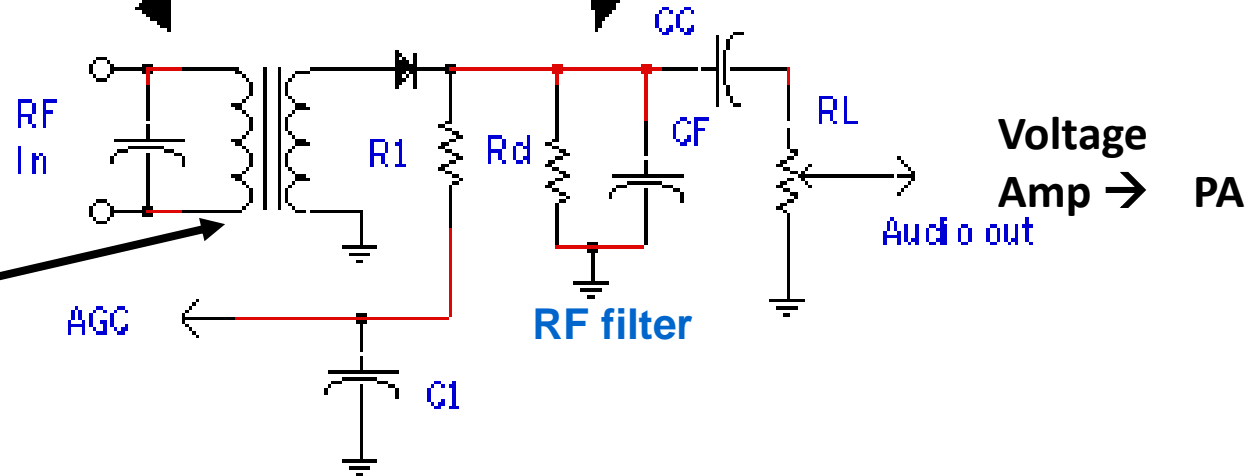 CC
RF
In
R1
Rd
CF
RL
Voltage
Amp → PA
Audio out
AGC
RF filter
C1